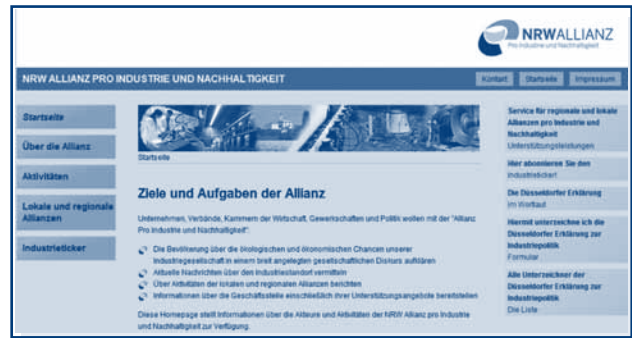 NRWALLIANZ
Pro Industrie und Nachhaltigkeit
NRW ALLIANZ PRO INDUSTRIE UND NACHHALTIGKEIT
Kontakt Startseite Impressum
Startseite
Über die Allianz
Aktivitäten
Lokale und regionale
Allianzen
Industrieticker
Startseite
Ziele und Aufgaben der Allianz
Unternehmen, Verbände, Kammern der Wirtschaft, Gewerkschaften und Politik wollen mit der "Allianz
Pro Industrie und Nachhaltigkeit":
Die Bevölkerung über die ökologischen und ökonomischen Chancen unserer
Industriegesellschaft in einem breit angelegten gesellschaftlichen Diskurs aufklären
Aktuelle Nachrichten über den Industriestandort vermitteln
Über Aktivitäten der lokalen und regionalen Allianzen berichten
Informationen über die Geschäftsstelle einschließlich ihrer Unterstützungsangebote bereitstellen
Diese Homepage stellt Informationen über die Akteure und Aktivitäten der NRW Allianz pro Industrie
und Nachhaltigkeit zur Verfügung.
Service für regionale und lokale
Allianzen pro Industrie und
Nachhaltigkeit
Unterstützungsleistungen
Hier abonnieren Sie den
Industrieticker!
Die Düsseldorfer Erklärung
im Wortlaut
Hiermit unterzeichne ich die
Düsseldorfer Erklärung zur
Industriepolitik
Formular
Alle Unterzeichner der
Düsseldorfer Erklärung zur
Industriepolitik
Die Liste